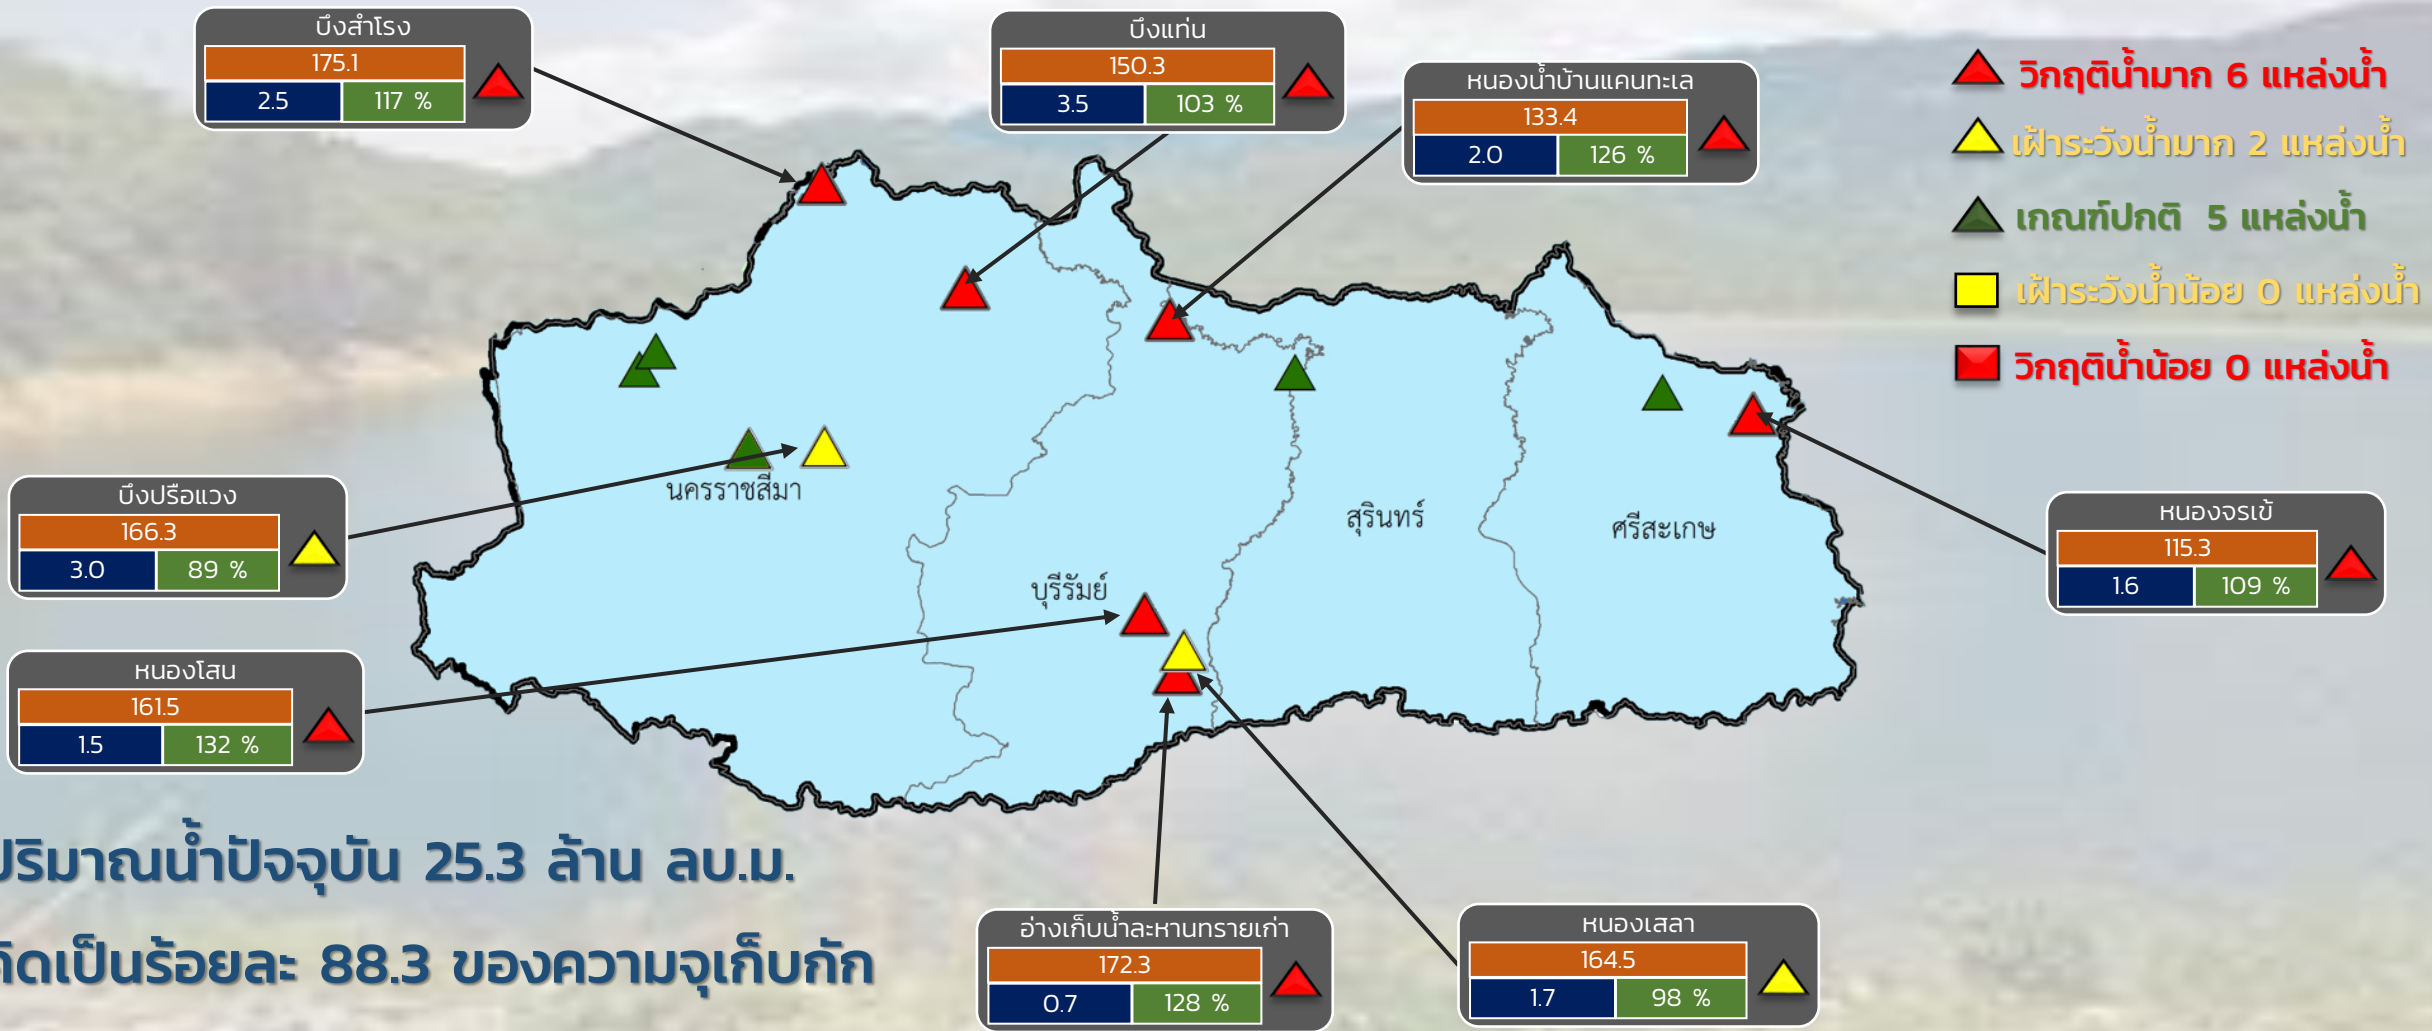 บึงสำโรง
175.1
2.5 117 %
บึงแท่น
150.3
3.5 103 %
หนองน้ำบ้านแคนทะเล
133.4
2.0 126 %
วิกฤติน้ำมาก 6 แหล่งน้ำ
เฝ้าระวังน้ำมาก 2 แหล่งน้ำ
เกณฑ์ปกติ 5 แหล่งน้ำ
เฝ้าระวังน้ำน้อย 0 แหล่งน้ำ
วิกฤติน้ำน้อย 0 แหล่งน้ำ
นครราชสีมา
บุรีรัมย์
สุรินทร์
ศรีสะเกษ
บึงปรือแวง
166.3
3.0 89 %
หนองจรเข้
115.3
1.6 109 %
หนองโสน
161.5
1.5 132 %
ปริมาณน้ำปัจจุบัน 25.3 ล้าน ลบ.ม.
คิดเป็นร้อยละ 88.3 ของความจุเก็บกัก
อ่างเก็บน้ำละหานทรายเก่า
172.3
0.7 128 %
หนองเสลา
164.5
1.7 98 %